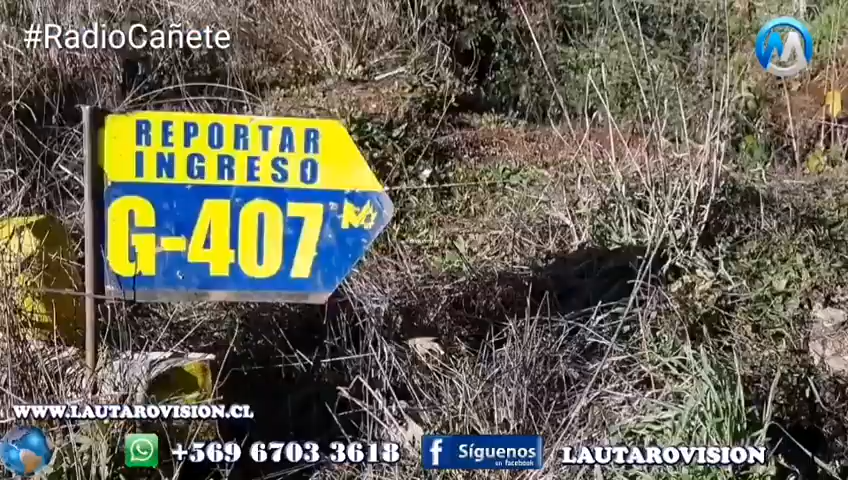 #RadioCañete
REPORTAR
INGRESO
G-407
WWW.LAUTAROVISION.CL
+569 6703 3618
f Síguenos
en facebook
LAUTAROVISION